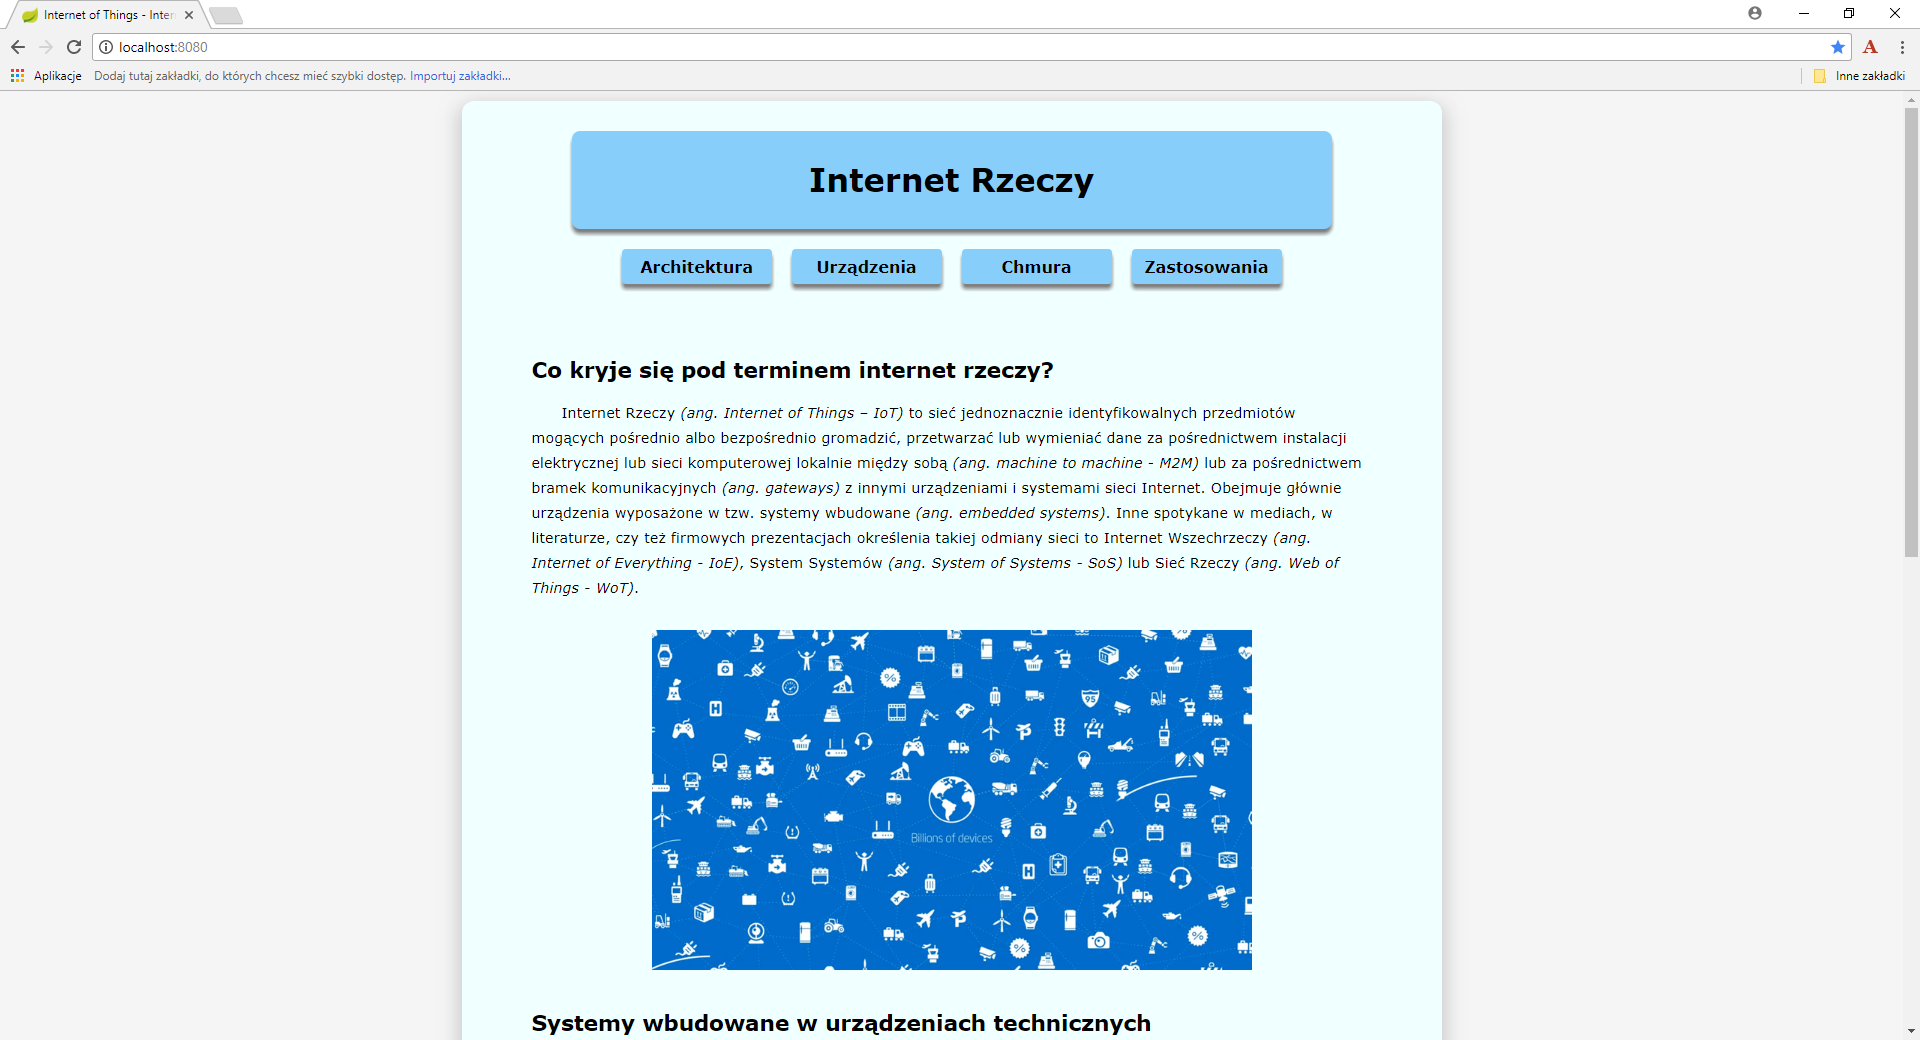 Internet of Things - Inter
localhost:8080
Aplikacje Dodaj tutaj zakładki, do których chcesz mieć szybki dostęp. Importuj zakładki... Inne zakładki
Internet Rzeczy
Architektura Urządzenia Chmura Zastosowania
Co kryje się pod terminem internet rzeczy?
Internet Rzeczy (ang. Internet of Things – IoT) to sieć jednoznacznie identyfikowalnych przedmiotów
mogących pośrednio albo bezpośrednio gromadzić, przetwarzać lub wymieniać dane za pośrednictwem instalacji
elektrycznej lub sieci komputerowej lokalnie między sobą (ang. machine to machine - M2M) lub za pośrednictwem
bramek komunikacyjnych (ang. gateways) z innymi urządzeniami i systemami sieci Internet. Obejmuje głównie
urządzenia wyposażone w tzw. systemy wbudowane (ang. embedded systems). Inne spotykane w mediach, w
literaturze, czy też firmowych prezentacjach określenia takiej odmiany sieci to Internet Wszechrzeczy (ang.
Internet of Everything - IoE), System Systemów (ang. System of Systems - SoS) lub Sieć Rzeczy (ang. Web of
Things - WoT).
Billions of devices
Systemy wbudowane w urządzeniach technicznych